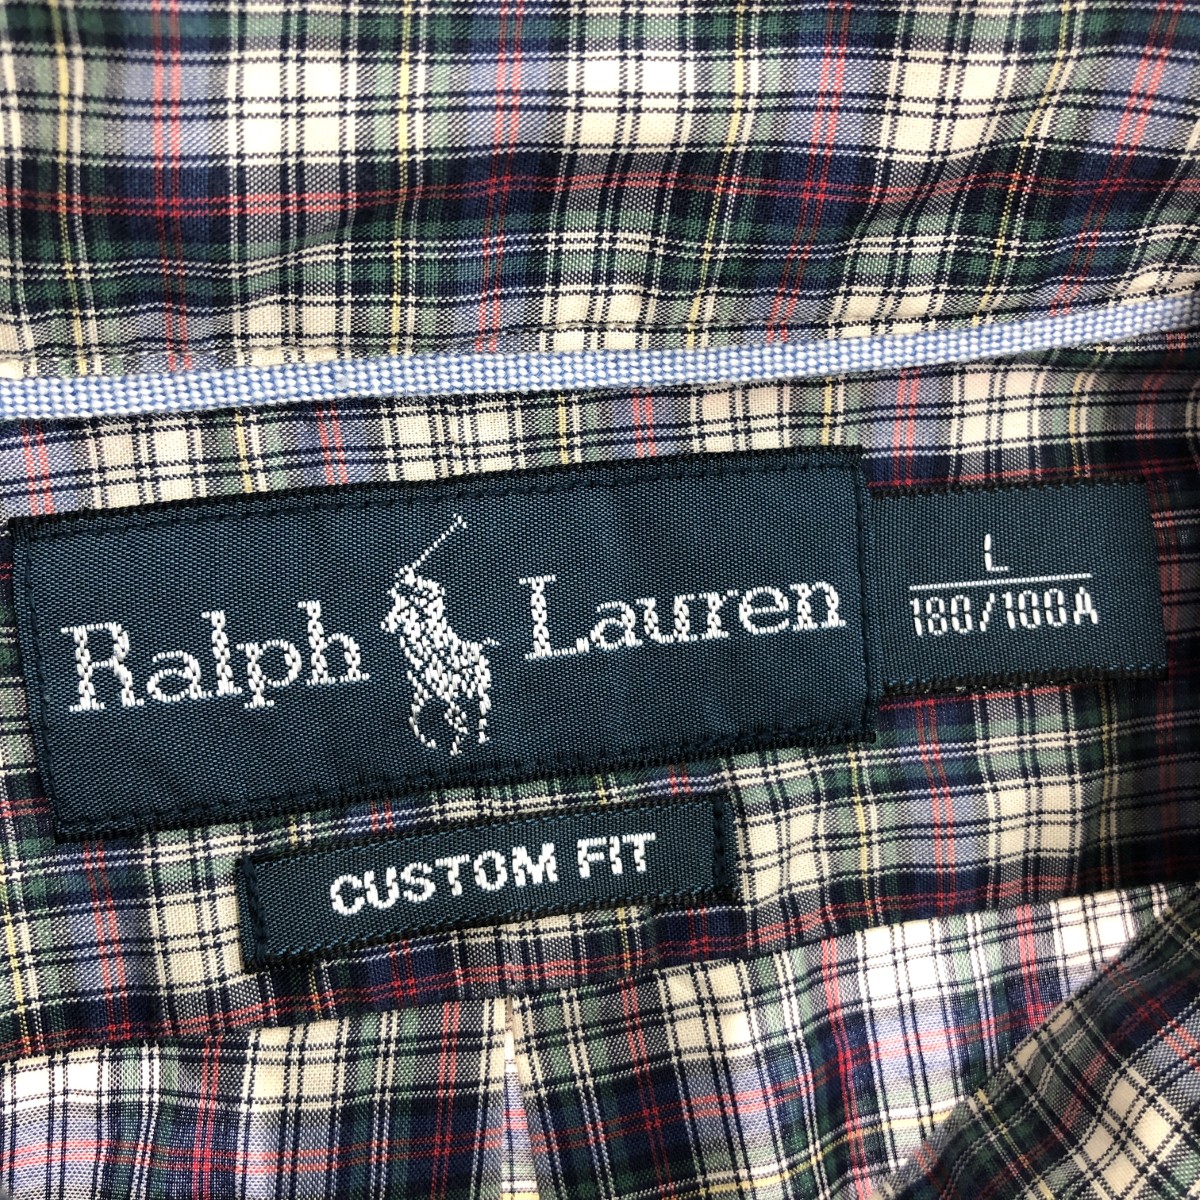 Ralph Lauren
L
180/100A
CUSTOM FIT